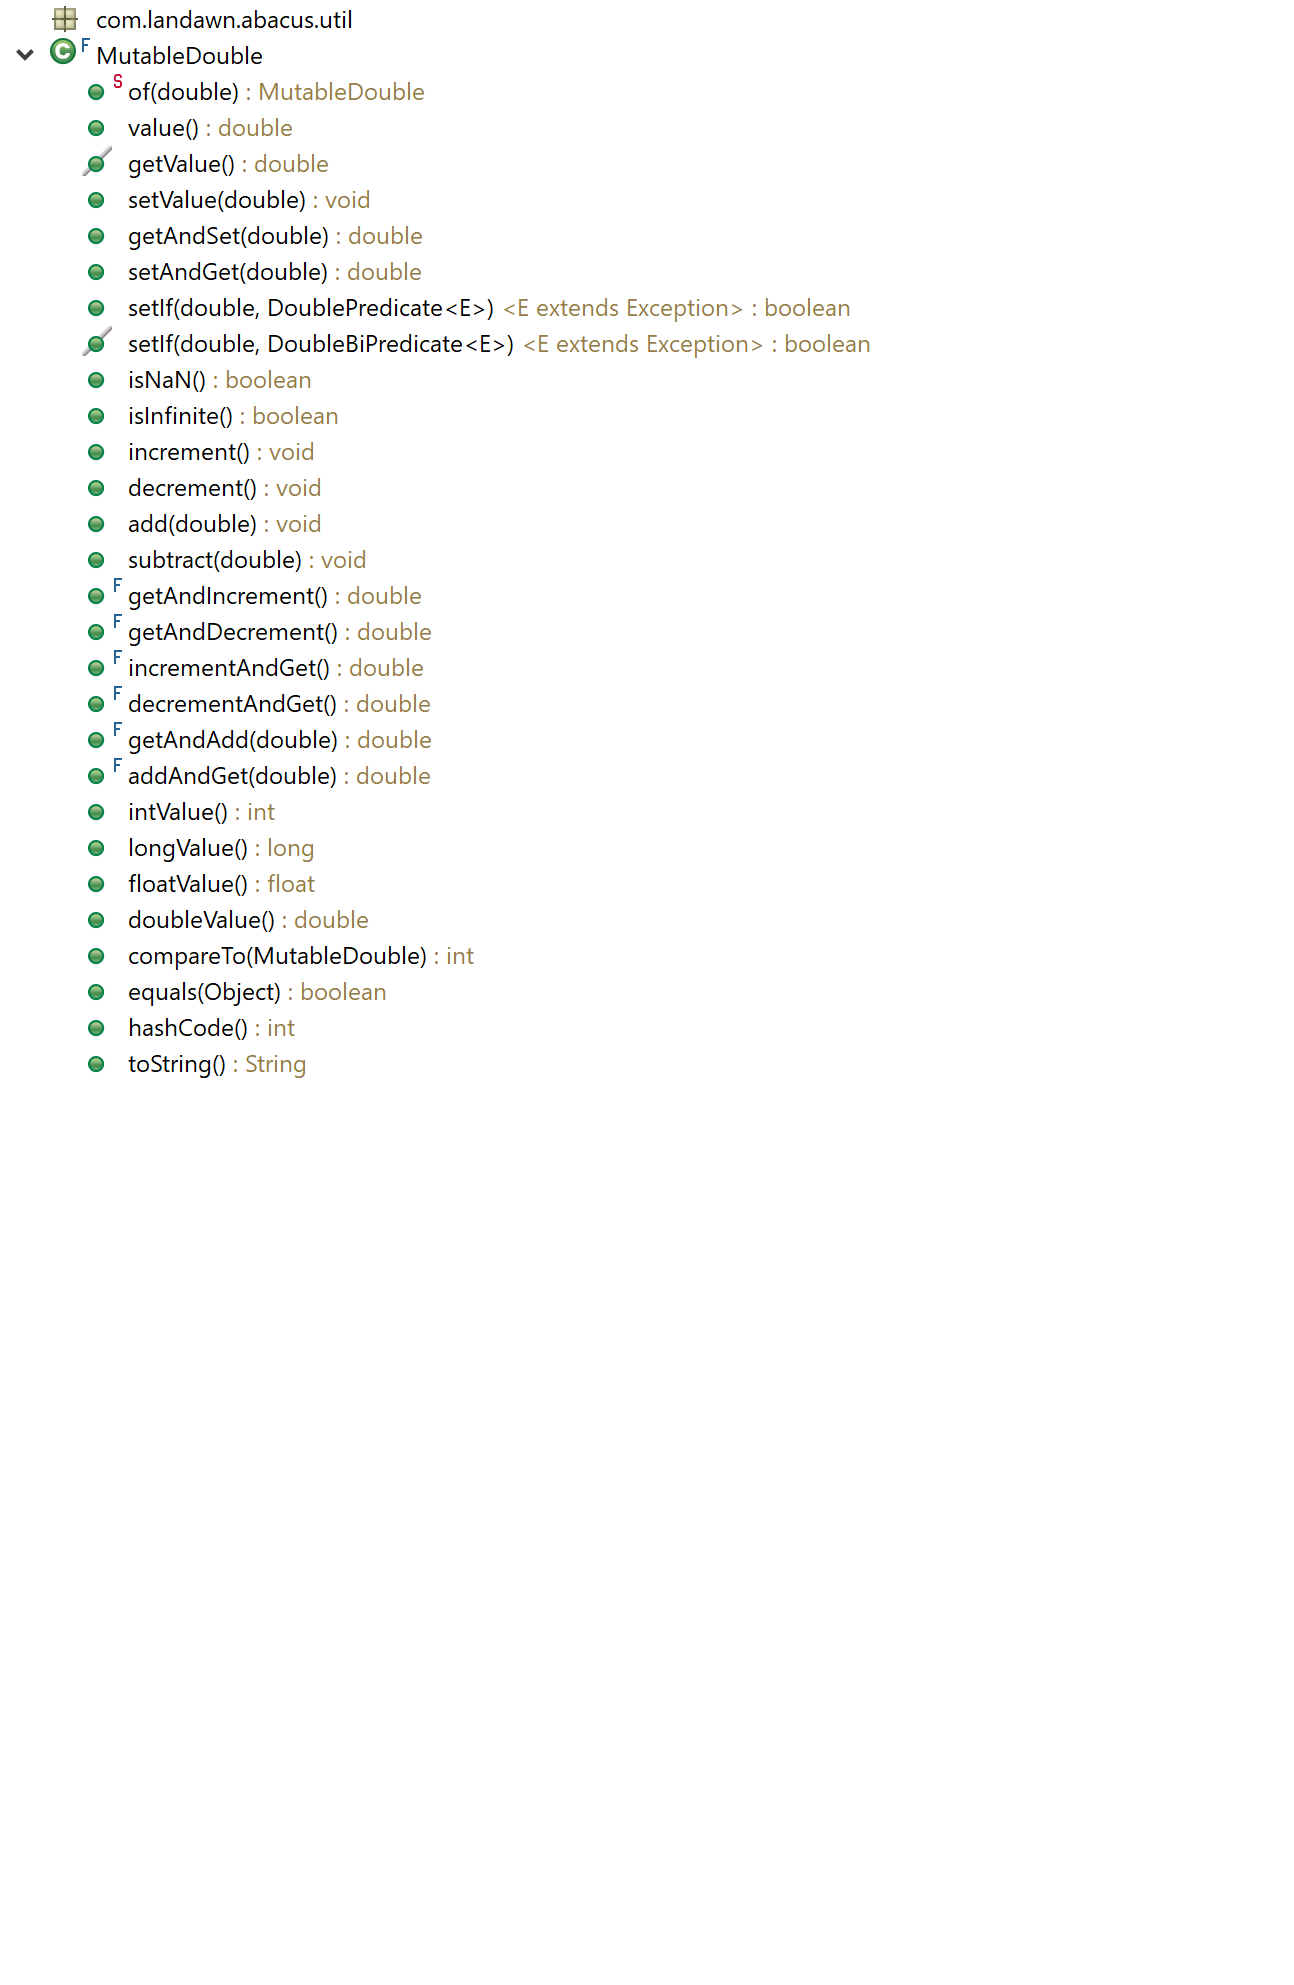 com.landawn.abacus.util
C F MutableDouble
S of(double) : MutableDouble
value() : double
getValue() : double
setValue(double) : void
getAndSet(double) : double
setAndGet(double) : double
setIf(double, DoublePredicate<E>) <E extends Exception> : boolean
setIf(double, DoubleBiPredicate<E>) <E extends Exception> : boolean
isNaN() : boolean
isInfinite() : boolean
increment() : void
decrement() : void
add(double) : void
subtract(double) : void
F getAndIncrement() : double
F getAndDecrement() : double
F incrementAndGet() : double
F decrementAndGet() : double
F getAndAdd(double) : double
F addAndGet(double) : double
intValue() : int
longValue() : long
floatValue() : float
doubleValue() : double
compareTo(MutableDouble) : int
equals(Object) : boolean
hashCode() : int
toString() : String